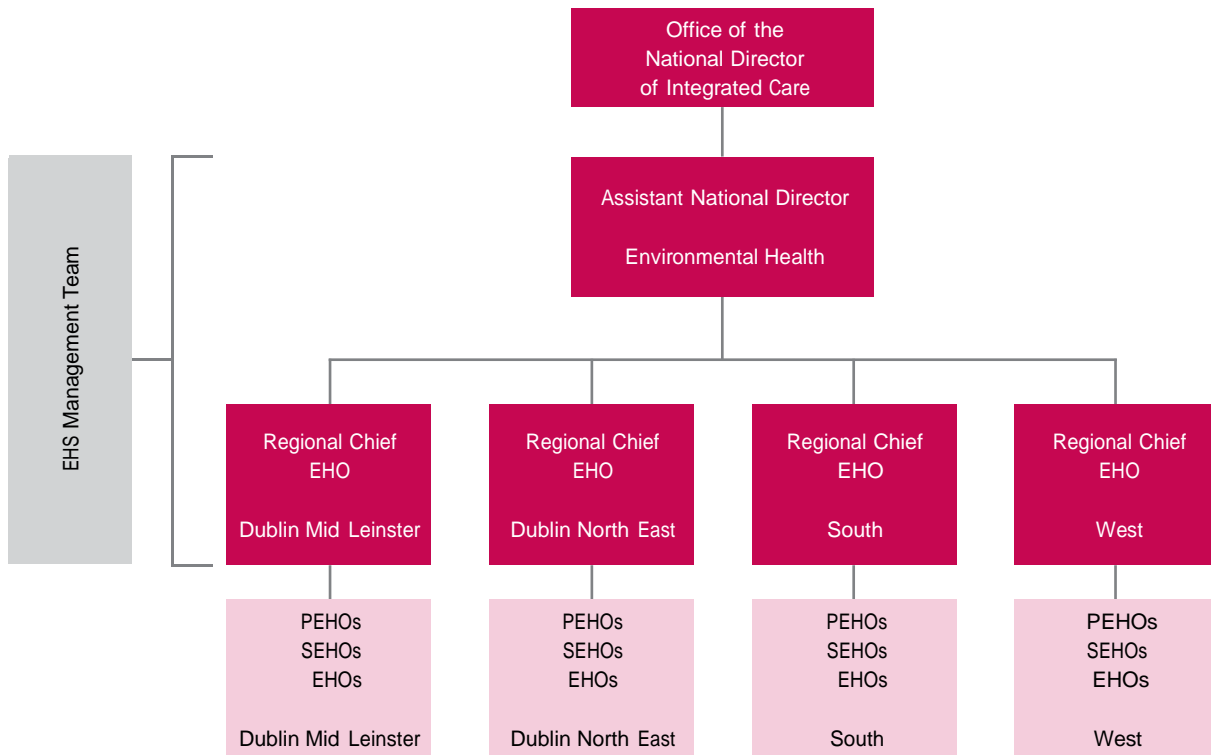 Office of the
National Director
of Integrated Care
Assistant National Director
Environmental Health
EHS Management Team
Regional Chief
EHO
Dublin Mid Leinster
Regional Chief
EHO
Dublin North East
Regional Chief
EHO
South
Regional Chief
EHO
West
PEHOs
SEHOs
EHOs
Dublin Mid Leinster
PEHOs
SEHOs
EHOs
Dublin North East
PEHOs
SEHOs
EHOs
South
PEHOs
SEHOs
EHOs
West